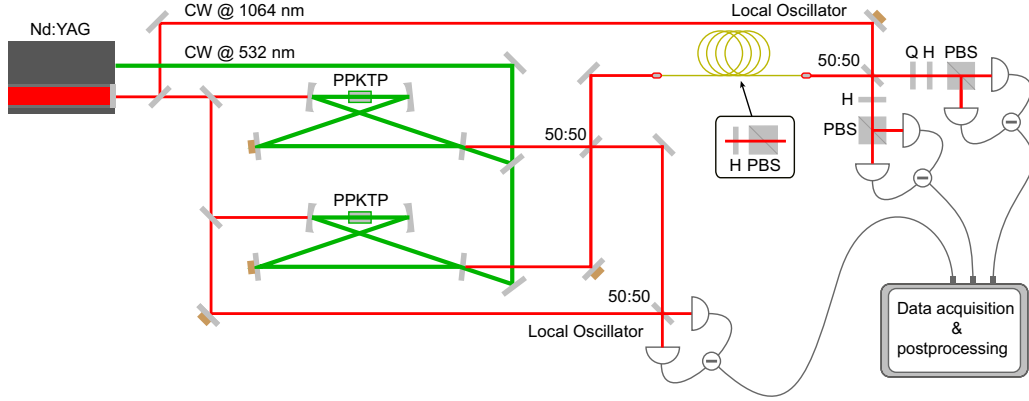 CW @ 1064 nm
Local Oscillator
Nd:YAG
CW @ 532 nm
50:50
Q H PBS
PPKTP
H
PBS
50:50
H PBS
PPKTP
50:50
Local Oscillator
Data acquisition
&
postprocessing